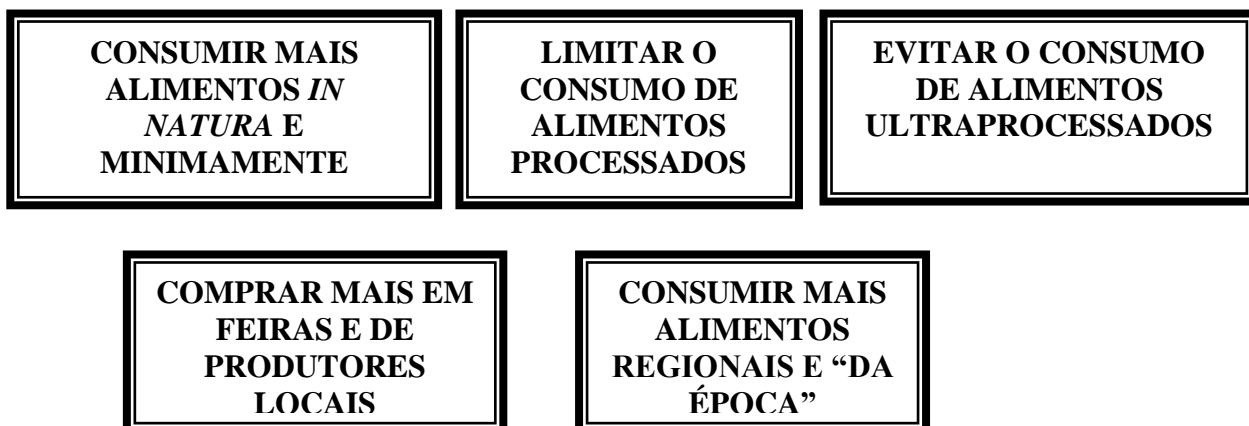 CONSUMIR MAIS
ALIMENTOS IN
NATURA E
MINIMAMENTE
LIMITAR O
CONSUMO DE
ALIMENTOS
PROCESSADOS
EVITAR O CONSUMO
DE ALIMENTOS
ULTRAPROCESSADOS
COMPRAR MAIS EM
FEIRAS E DE
PRODUTORES
LOCAIS
CONSUMIR MAIS
ALIMENTOS
REGIONAIS E “DA
ÉPOCA”